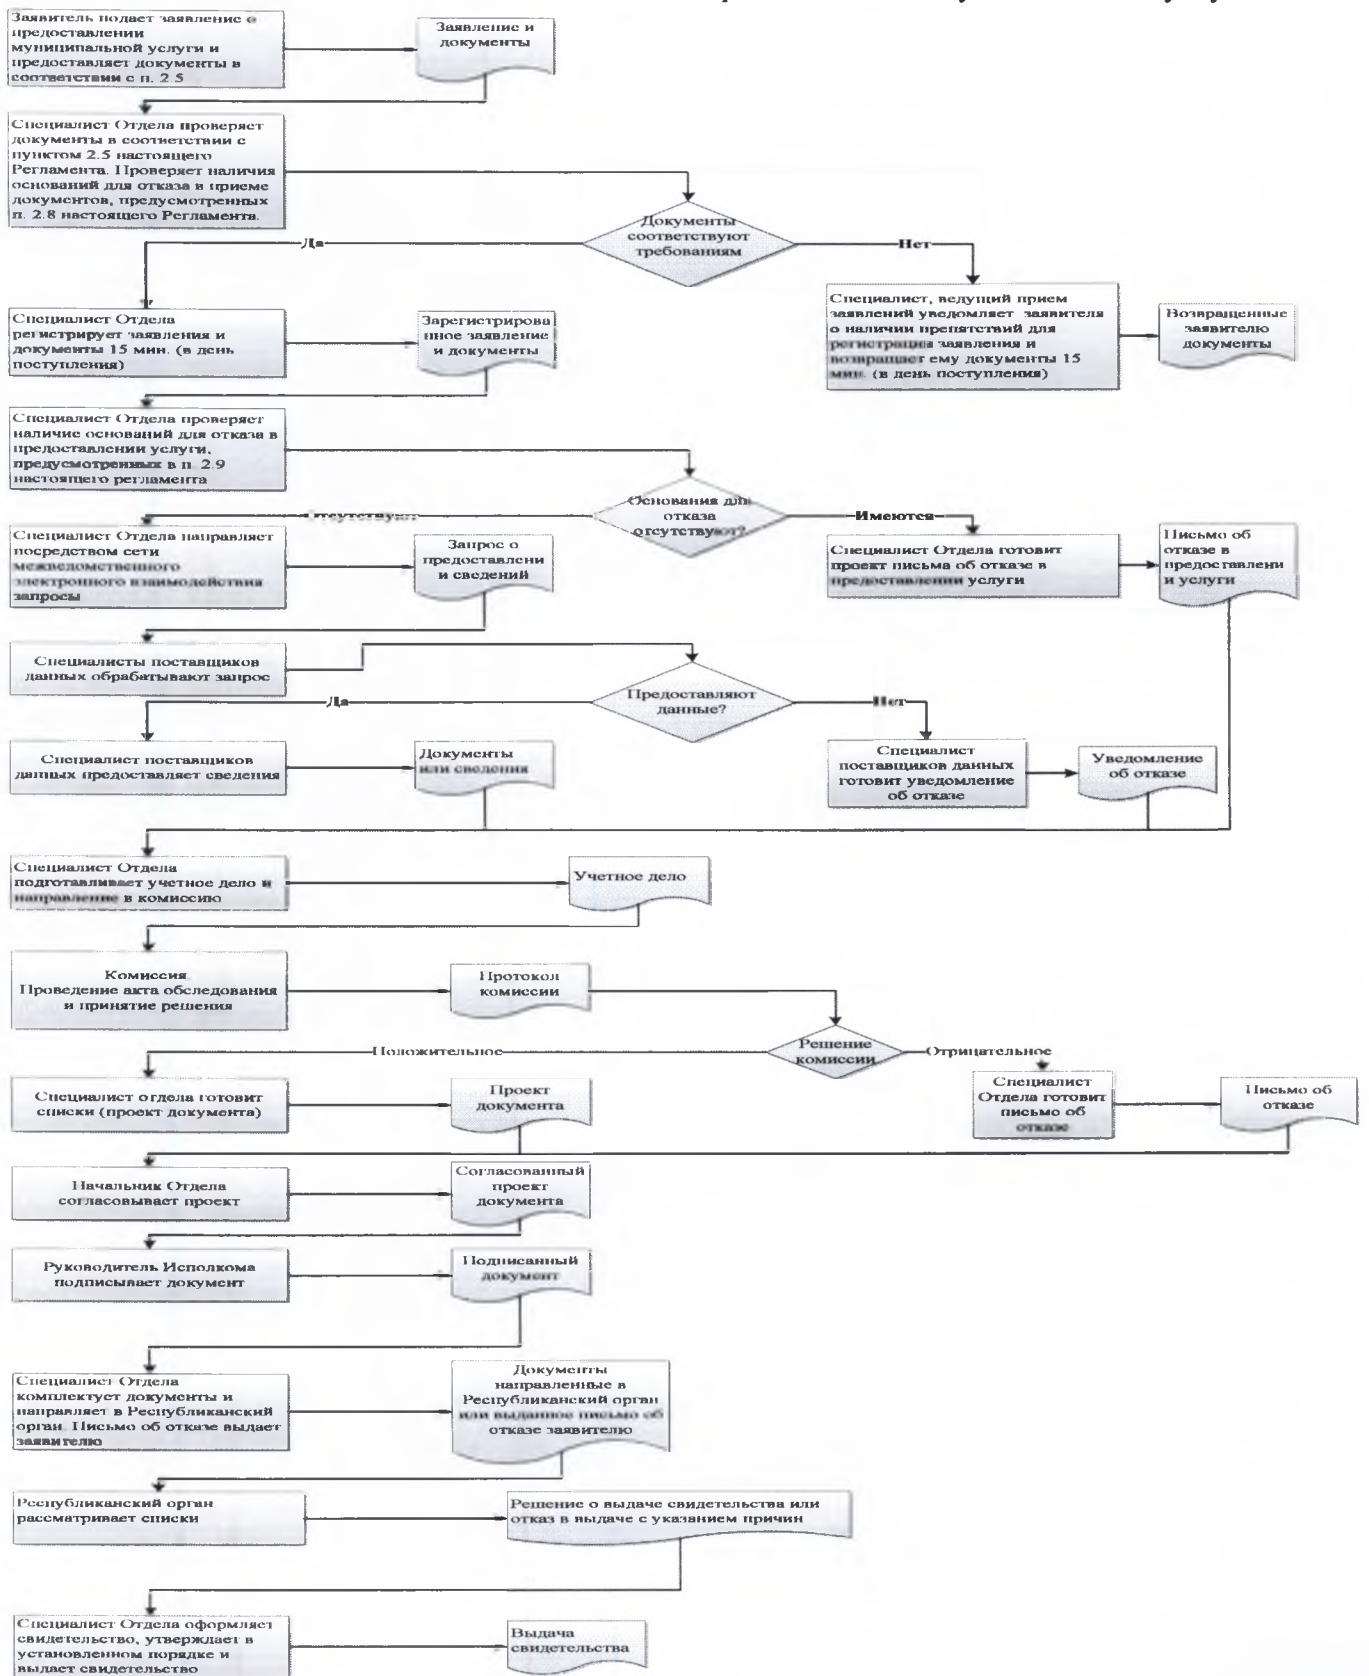 Заявитель подает заявление о
предоставлении
муниципальной услуги и
предоставляет документы в
соответствии с п. 2.5
Заявление и
документы
Специалист Отдела проверяет
документы в соответствии с
пунктом 2.5 настоящего
Регламента. Проверяет наличия
оснований для отказа в приеме
документов, предусмотренных
п. 2.8 настоящего Регламента.
Документы
соответствуют
требованиям
Да
Нет
Специалист Отдела
регистрирует заявления и
документы 15 мин. (в день
поступления)
Зарегистрирова
нное заявление
и документы
Специалист, ведущий прием
заявлений уведомляет заявителя
о наличии препятствий для
регистрации заявления и
возвращает ему документы 15
мин. (в день поступления)
Возвращенные
заявителю
документы
Специалист Отдела проверяет
наличие оснований для отказа в
предоставлении услуги,
предусмотренных в п. 2.9
настоящего регламента
Основания для
отказа
отсутствуют?
Отсутствуют
Имеются
Специалист Отдела направляет
посредством сети
межведомственного
электронного взаимодействия
запросы
Запрос о
предоставлени
и сведений
Специалист Отдела готовит
проект письма об отказе в
предоставлении услуги
Письмо об
отказе в
предоставлени
и услуги
Специалисты поставщиков
данных обрабатывают запрос
Предоставляют
данные?
Да
Нет
Специалист поставщиков
данных предоставляет сведения
Документы
или сведения
Специалист
поставщиков данных
готовит уведомление
об отказе
Уведомление
об отказе
Специалист Отдела
подготавливает учетное дело и
направление в комиссию
Учетное дело
Комиссия
Проведение акта обследования
и принятие решения
Протокол
комиссии
Решение
комиссии
Положительное
Отрицательное
Специалист отдела готовит
списки (проект документа)
Проект
документа
Специалист
Отдела готовит
письмо об
отказе
Письмо об
отказе
Начальник Отдела
согласовывает проект
Согласованный
проект
документа
Руководитель Исполкома
подписывает документ
Подписанный
документ
Специалист Отдела
комплектует документы и
направляет в Республиканский
орган. Письмо об отказе выдает
заявителю
Документы
направленные в
Республиканский орган
или выданное письмо об
отказе заявителю
Республиканский орган
рассматривает списки
Решение о выдаче свидетельства или
отказ в выдаче с указанием причин
Специалист Отдела оформляет
свидетельство, утверждает в
установленном порядке и
выдает свидетельство
Выдача
свидетельства